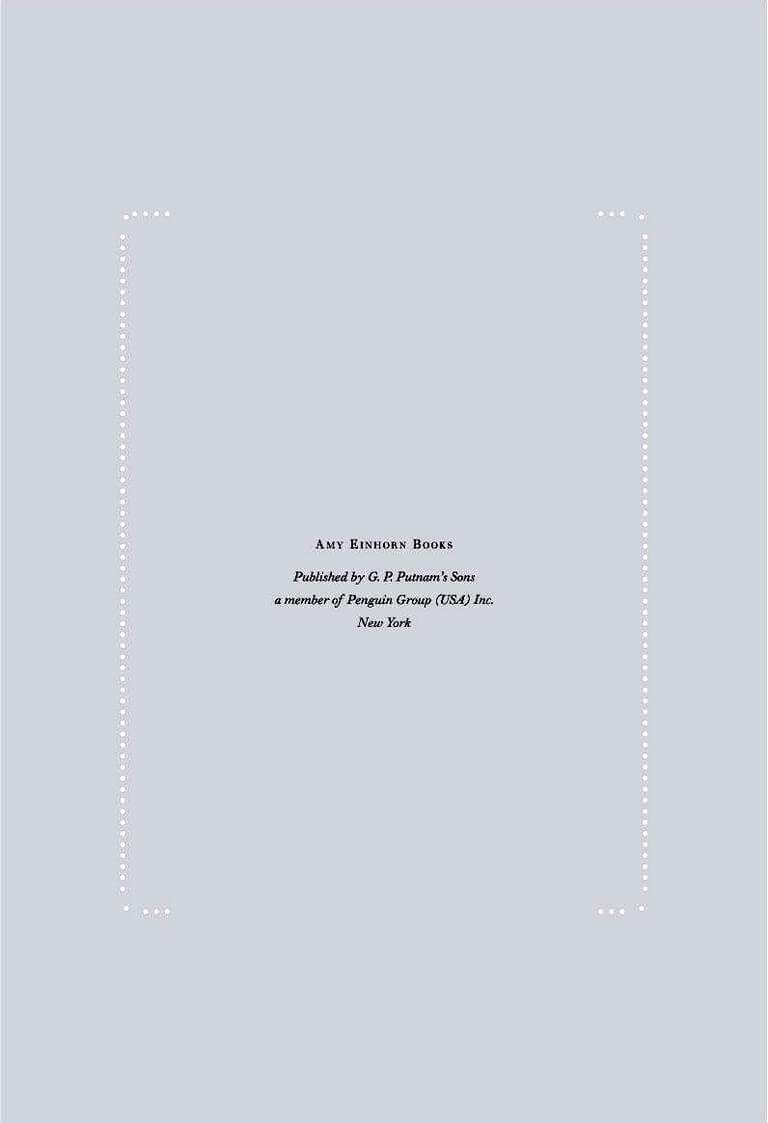 Amy Einhorn Books
Published by G. P. Putnam's Sons
a member of Penguin Group (USA) Inc.
New York